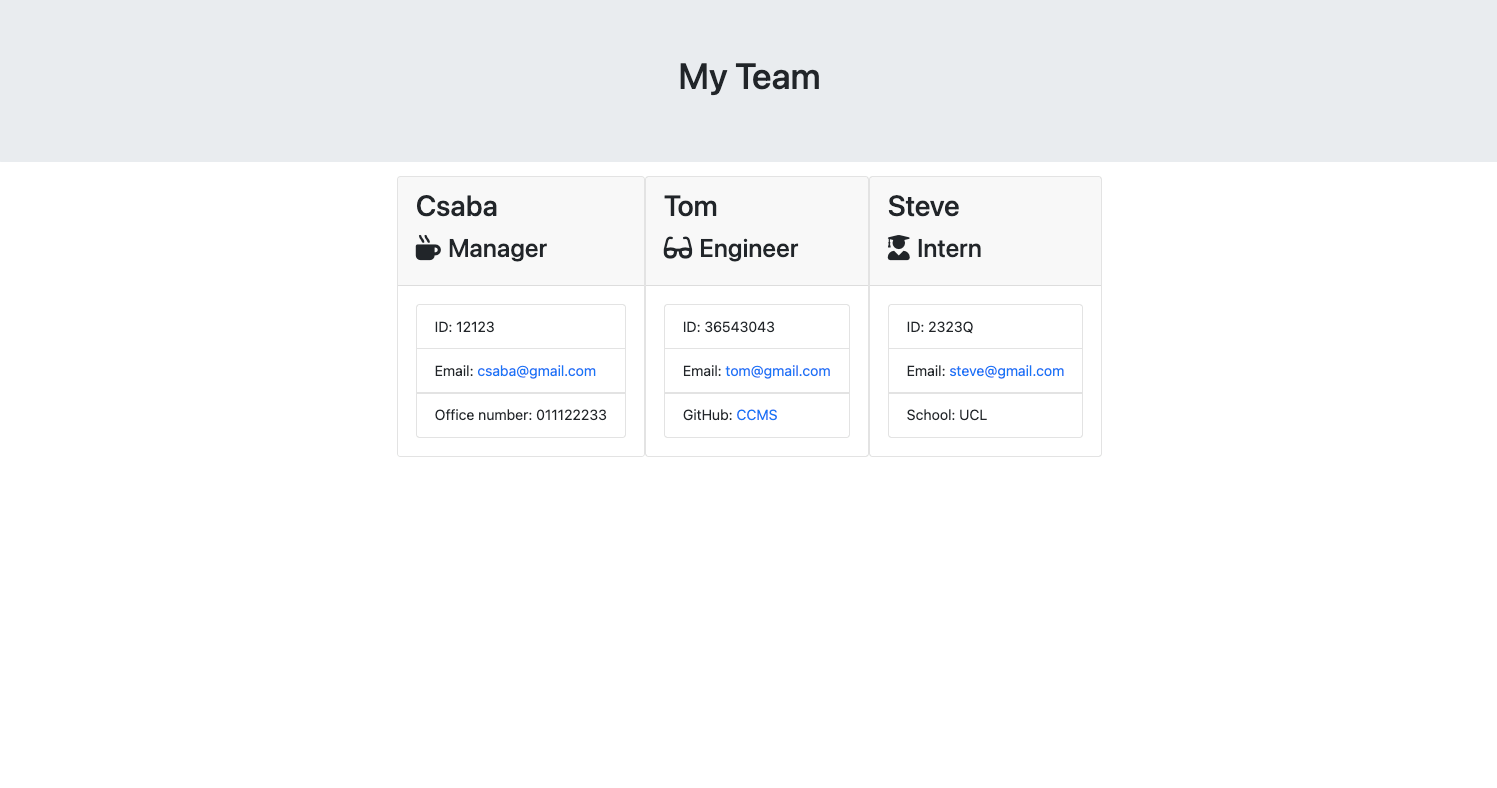 My Team
Csaba
Manager
ID: 12123
Email: csaba@gmail.com
Office number: 011122233
Tom
Engineer
ID: 36543043
Email: tom@gmail.com
GitHub: CCMS
Steve
Intern
ID: 2323Q
Email: steve@gmail.com
School: UCL